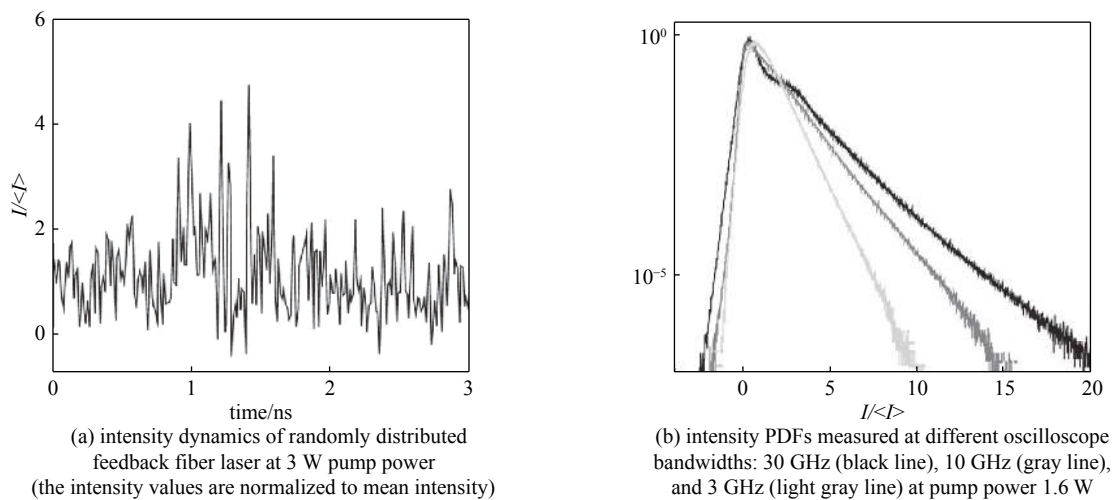 6
4
2
0
I/<I>
0
1
2
3
time/ns
(a) intensity dynamics of randomly distributed
feedback fiber laser at 3 W pump power
(the intensity values are normalized to mean intensity)
10⁰
10⁻⁵
0
5
10
15
20
I/<I>
(b) intensity PDFs measured at different oscilloscope
bandwidths: 30 GHz (black line), 10 GHz (gray line),
and 3 GHz (light gray line) at pump power 1.6 W